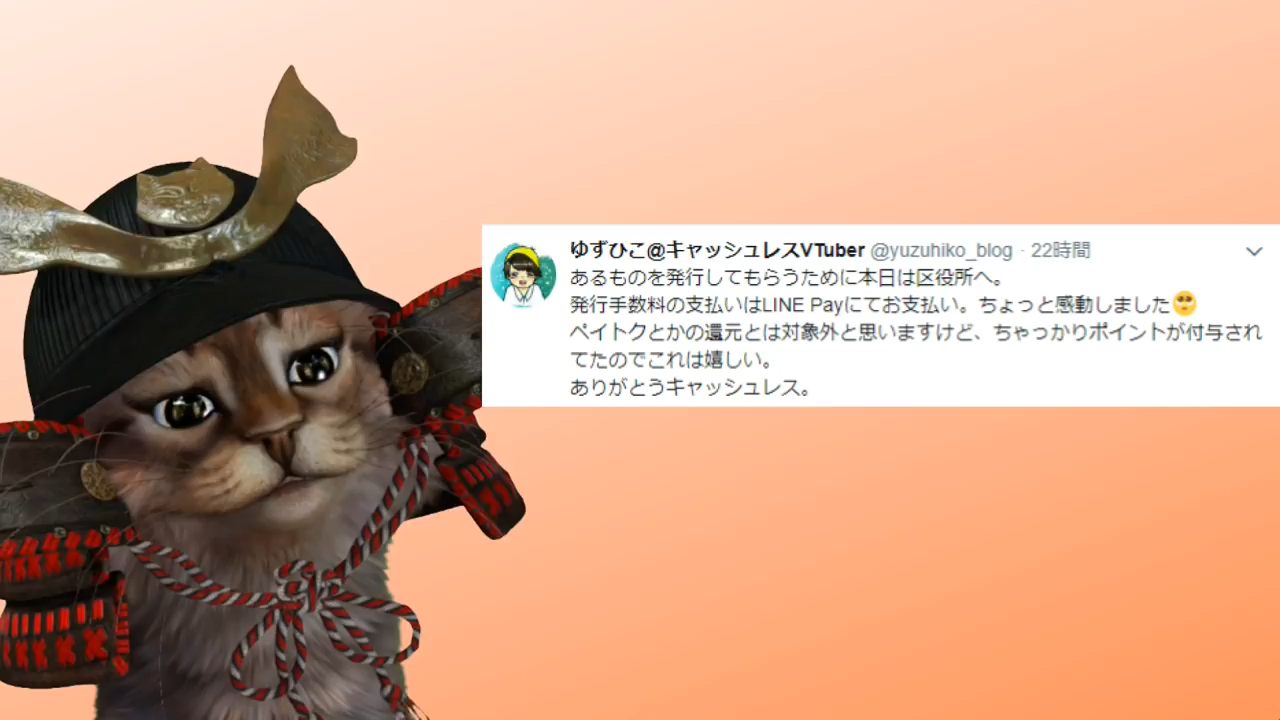 ゆずひこ@キャッシュレスVTuber @yuzuhiko_blog · 22時間
あるものを発行してもらうために本日は区役所へ。
発行手数料の支払いはLINE Payにてお支払い。ちょっと感動しました🥺
ペイトクとかの還元とは対象外と思いますけど、ちゃっかりポイントが付与され
てたのでこれは嬉しい。
ありがとうキャッシュレス。